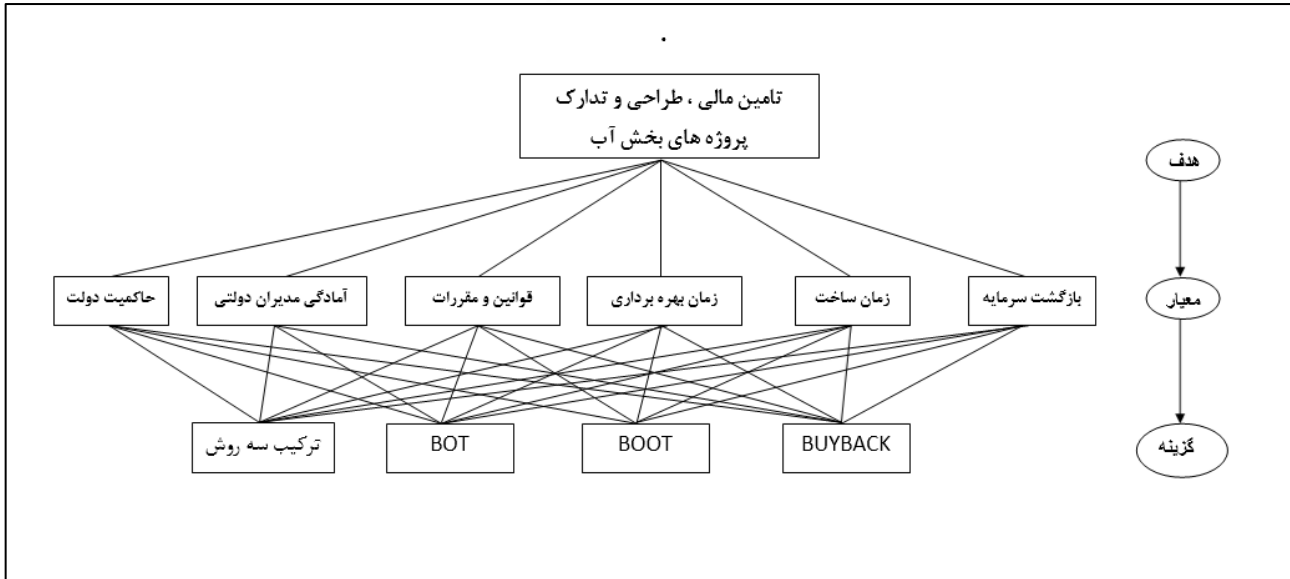 تامین مالی ، طراحی و تدارک
پروژه های بخش آب
هدف
بازگشت سرمایه
زمان ساخت
زمان بهره برداری
قوانین و مقررات
آمادگی مدیران دولتی
حاکمیت دولت
معیار
BUYBACK
BOOT
BOT
ترکیب سه روش
گزینه